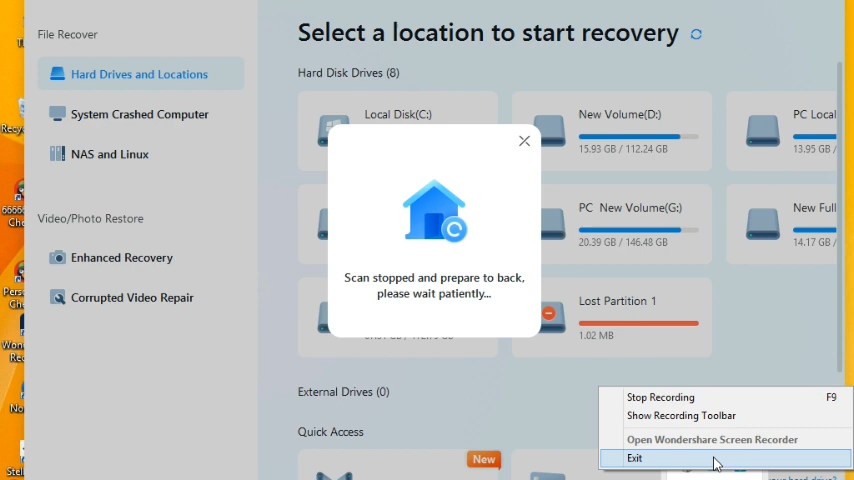 File Recover
Hard Drives and Locations
System Crashed Computer
NAS and Linux
Video/Photo Restore
Enhanced Recovery
Corrupted Video Repair
Select a location to start recovery
Hard Disk Drives (8)
Local Disk(C:)
New Volume(D:)
15.93 GB / 112.24 GB
PC Local
13.95 GB /
PC New Volume(G:)
20.39 GB / 146.48 GB
New Full
14.17 GB /
Lost Partition 1
1.02 MB
Scan stopped and prepare to back,
please wait patiently...
External Drives (0)
Quick Access
New
Stop Recording F9
Show Recording Toolbar
Open Wondershare Screen Recorder
Exit